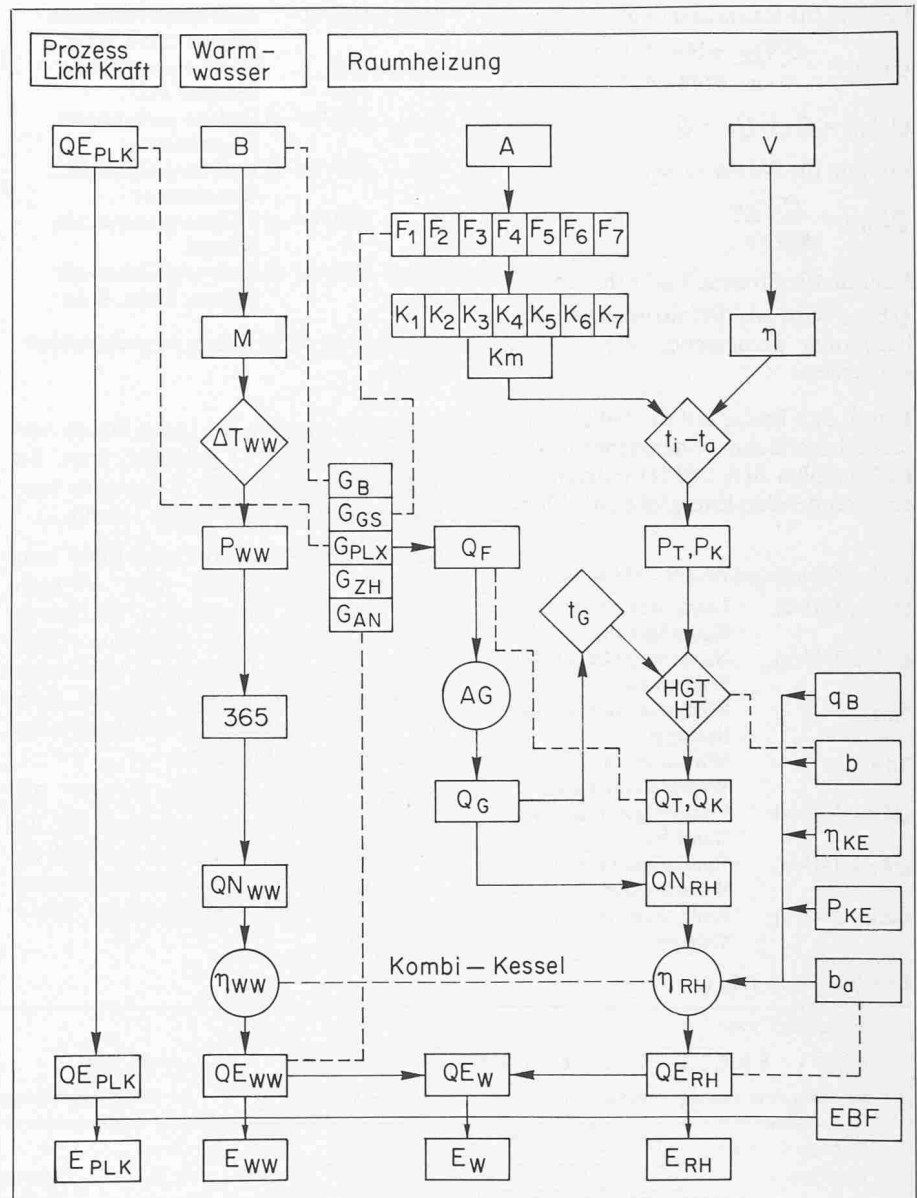 Prozess
Licht Kraft
Warm-
wasser
Raumheizung
QE_PLK
B
A
V
F1 F2 F3 F4 F5 F6 F7
K1 K2 K3 K4 K5 K6 K7
M
Km
n
ΔT_WW
ti-ta
G_B
G_GS
P_WW
G_PLX
Q_F
P_T, P_K
G_ZH
G_AN
t_G
HGT
HT
q_B
365
AG
b
Q_G
Q_T, Q_K
η_KE
QN_WW
QN_RH
P_KE
η_WW
Kombi-Kessel
η_RH
b_a
QE_PLK
QE_WW
QE_W
QE_RH
EBF
E_PLK
E_WW
E_W
E_RH